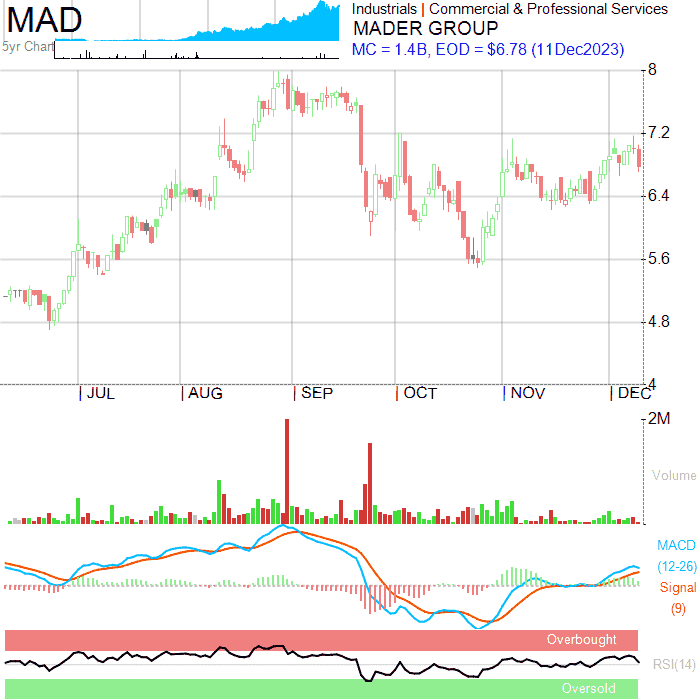 MAD
5yr Chart
Industrials | Commercial & Professional Services
MADER GROUP
MC = 1.4B, EOD = $6.78 (11Dec2023)
8
7.2
6.4
5.6
4.8
4
JUL AUG SEP OCT NOV DEC
2M
Volume
MACD
(12-26)
Signal
(9)
Overbought
RSI(14)
Oversold